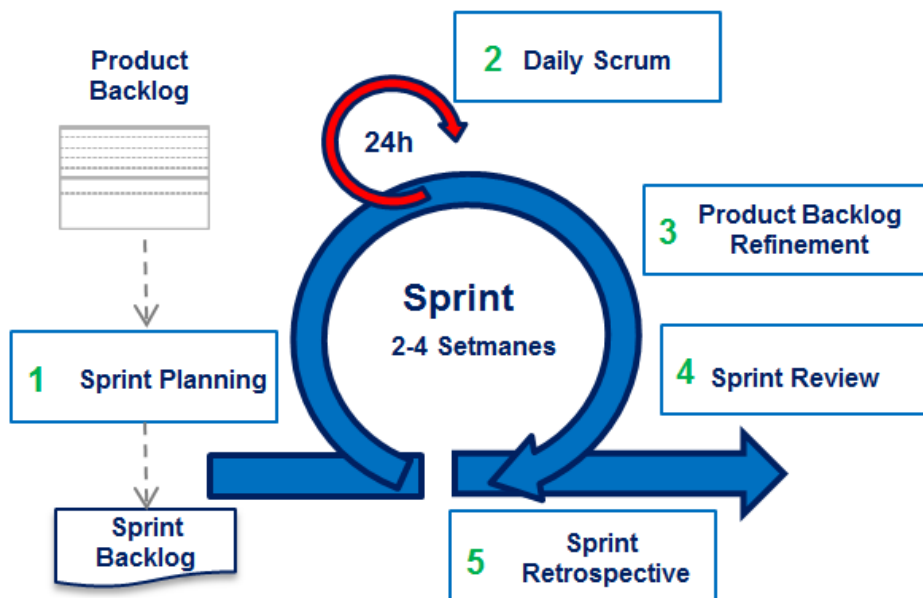 Product
Backlog
1 Sprint Planning
Sprint
Backlog
2 Daily Scrum
24h
Sprint
2-4 Setmanes
3 Product Backlog
Refinement
4 Sprint Review
5 Sprint
Retrospective